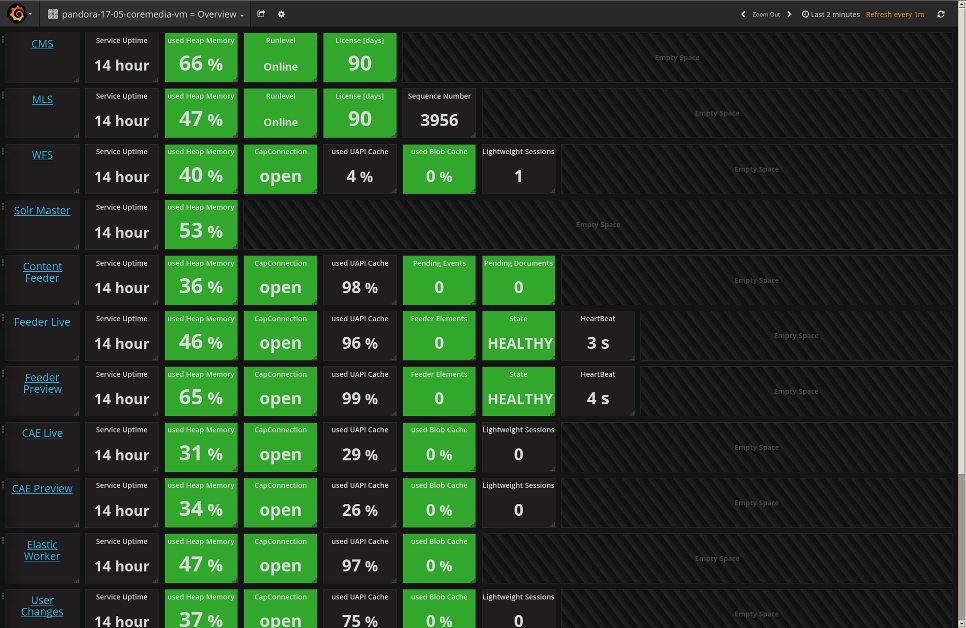 pandora-17-05-coremedia-vm = Overview
Zoom Out
Last 2 minutes
Refresh every 1m
CMS
Service Uptime
14 hour
used Heap Memory
66 %
Runlevel
Online
License [days]
90
Empty Space
MLS
Service Uptime
14 hour
used Heap Memory
47 %
Runlevel
Online
License [days]
90
Sequence Number
3956
Empty Space
WFS
Service Uptime
14 hour
used Heap Memory
40 %
CapConnection
open
used UAPI Cache
4 %
used Blob Cache
0 %
Lightweight Sessions
1
Empty Space
Solr Master
Service Uptime
14 hour
used Heap Memory
53 %
Empty Space
Content
Feeder
Service Uptime
14 hour
used Heap Memory
36 %
CapConnection
open
used UAPI Cache
98 %
Pending Events
0
Pending Documents
0
Empty Space
Feeder Live
Service Uptime
14 hour
used Heap Memory
46 %
CapConnection
open
used UAPI Cache
96 %
Feeder Elements
0
State
HEALTHY
HeartBeat
3 s
Empty Space
Feeder
Preview
Service Uptime
14 hour
used Heap Memory
65 %
CapConnection
open
used UAPI Cache
99 %
Feeder Elements
0
State
HEALTHY
HeartBeat
4 s
Empty Space
CAE Live
Service Uptime
14 hour
used Heap Memory
31 %
CapConnection
open
used UAPI Cache
29 %
used Blob Cache
0 %
Lightweight Sessions
0
Empty Space
CAE Preview
Service Uptime
14 hour
used Heap Memory
34 %
CapConnection
open
used UAPI Cache
26 %
used Blob Cache
0 %
Lightweight Sessions
0
Empty Space
Elastic
Worker
Service Uptime
14 hour
used Heap Memory
47 %
CapConnection
open
used UAPI Cache
97 %
used Blob Cache
0 %
Empty Space
User
Changes
Service Uptime
14 hour
used Heap Memory
37 %
CapConnection
open
used UAPI Cache
75 %
used Blob Cache
0 %
Lightweight Sessions
0
Empty Space